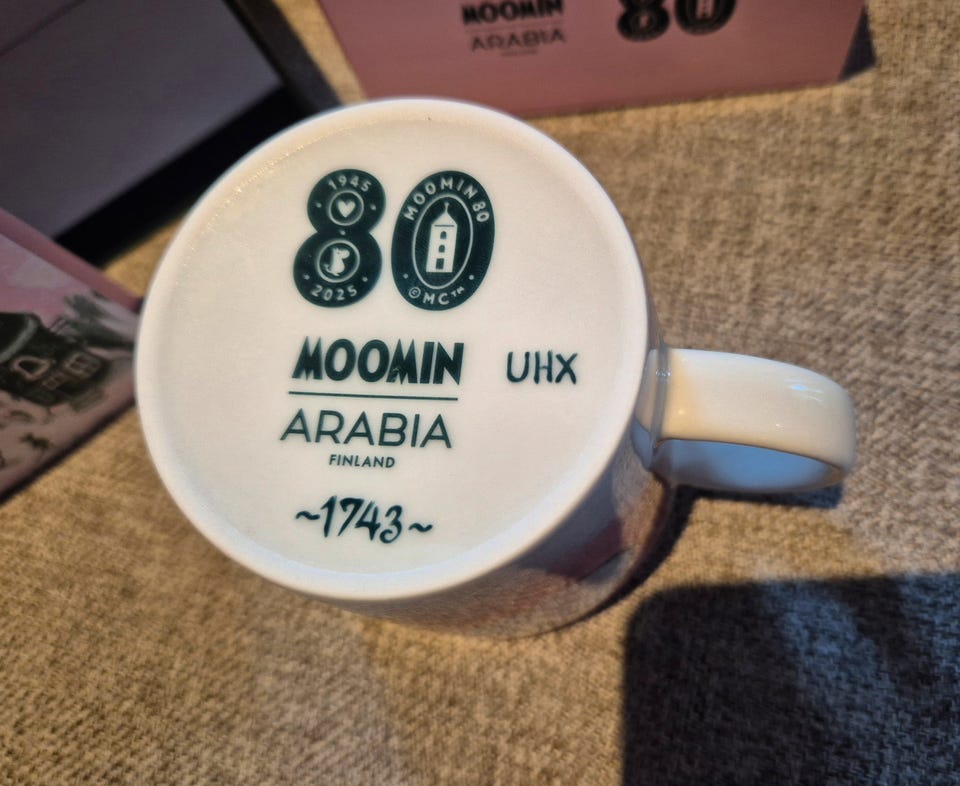 MOOMIN
ARABIA
80
1945
MOOMIN 80
2025
©MC™
MOOMIN
UHX
ARABIA
FINLAND
~1743~